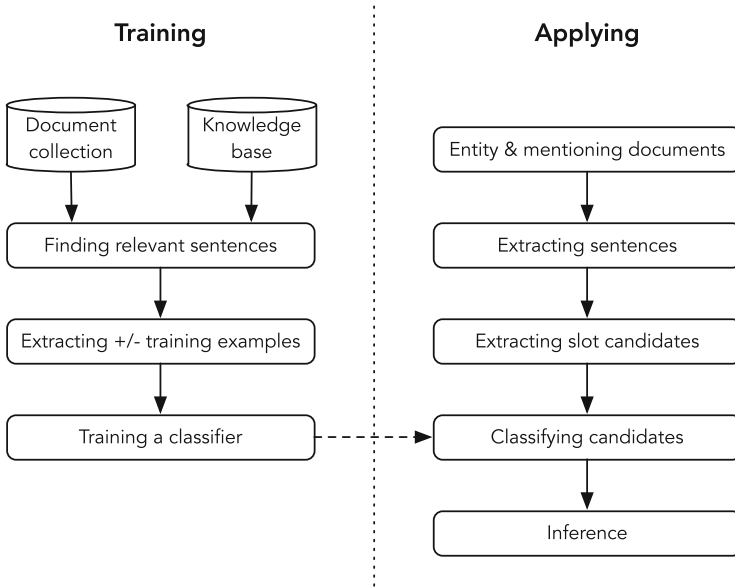 Training
Document
collection
Knowledge
base
Finding relevant sentences
Extracting +/- training examples
Training a classifier
Applying
Entity & mentioning documents
Extracting sentences
Extracting slot candidates
Classifying candidates
Inference